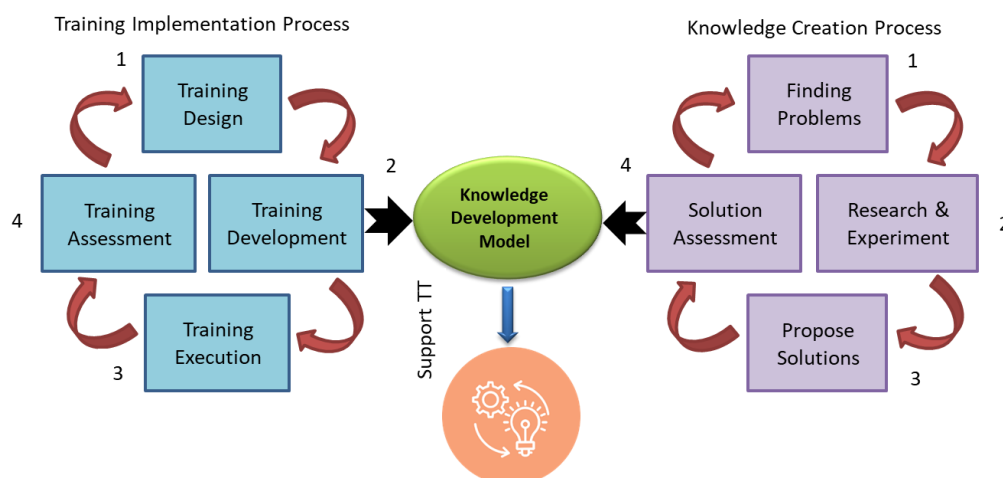 Training Implementation Process
1
Training
Design
2
4
Training
Assessment
Training
Development
Training
Execution
3
Knowledge
Development
Model
Support TT
Knowledge Creation Process
1
Finding
Problems
4
Solution
Assessment
Research &
Experiment
2
Propose
Solutions
3